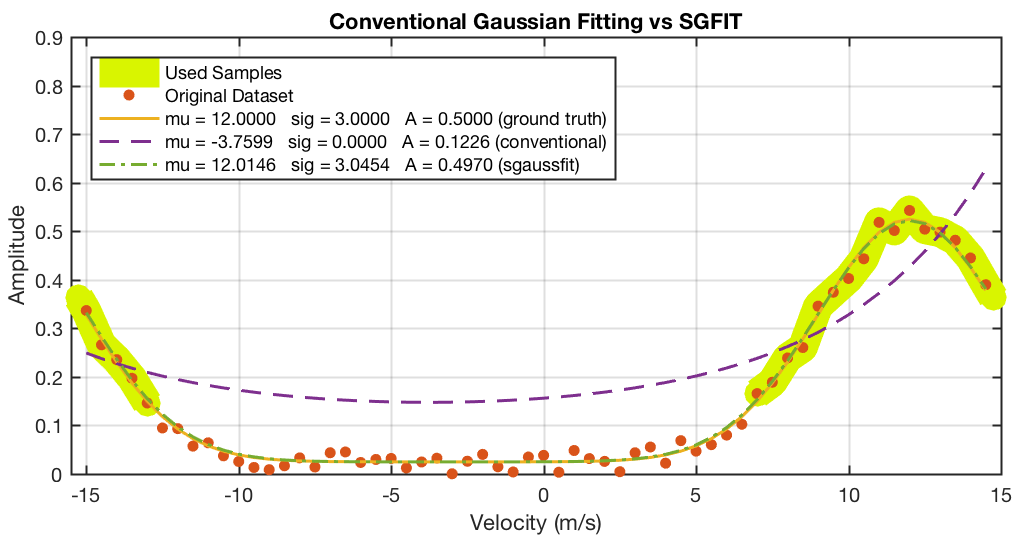 Conventional Gaussian Fitting vs SGFIT
0.9
0.8
0.7
0.6
0.5
0.4
0.3
0.2
0.1
0
Amplitude
Used Samples
Original Dataset
mu = 12.0000 sig = 3.0000 A = 0.5000 (ground truth)
mu = -3.7599 sig = 0.0000 A = 0.1226 (conventional)
mu = 12.0146 sig = 3.0454 A = 0.4970 (sgaussfit)
-15 -10 -5 0 5 10 15
Velocity (m/s)